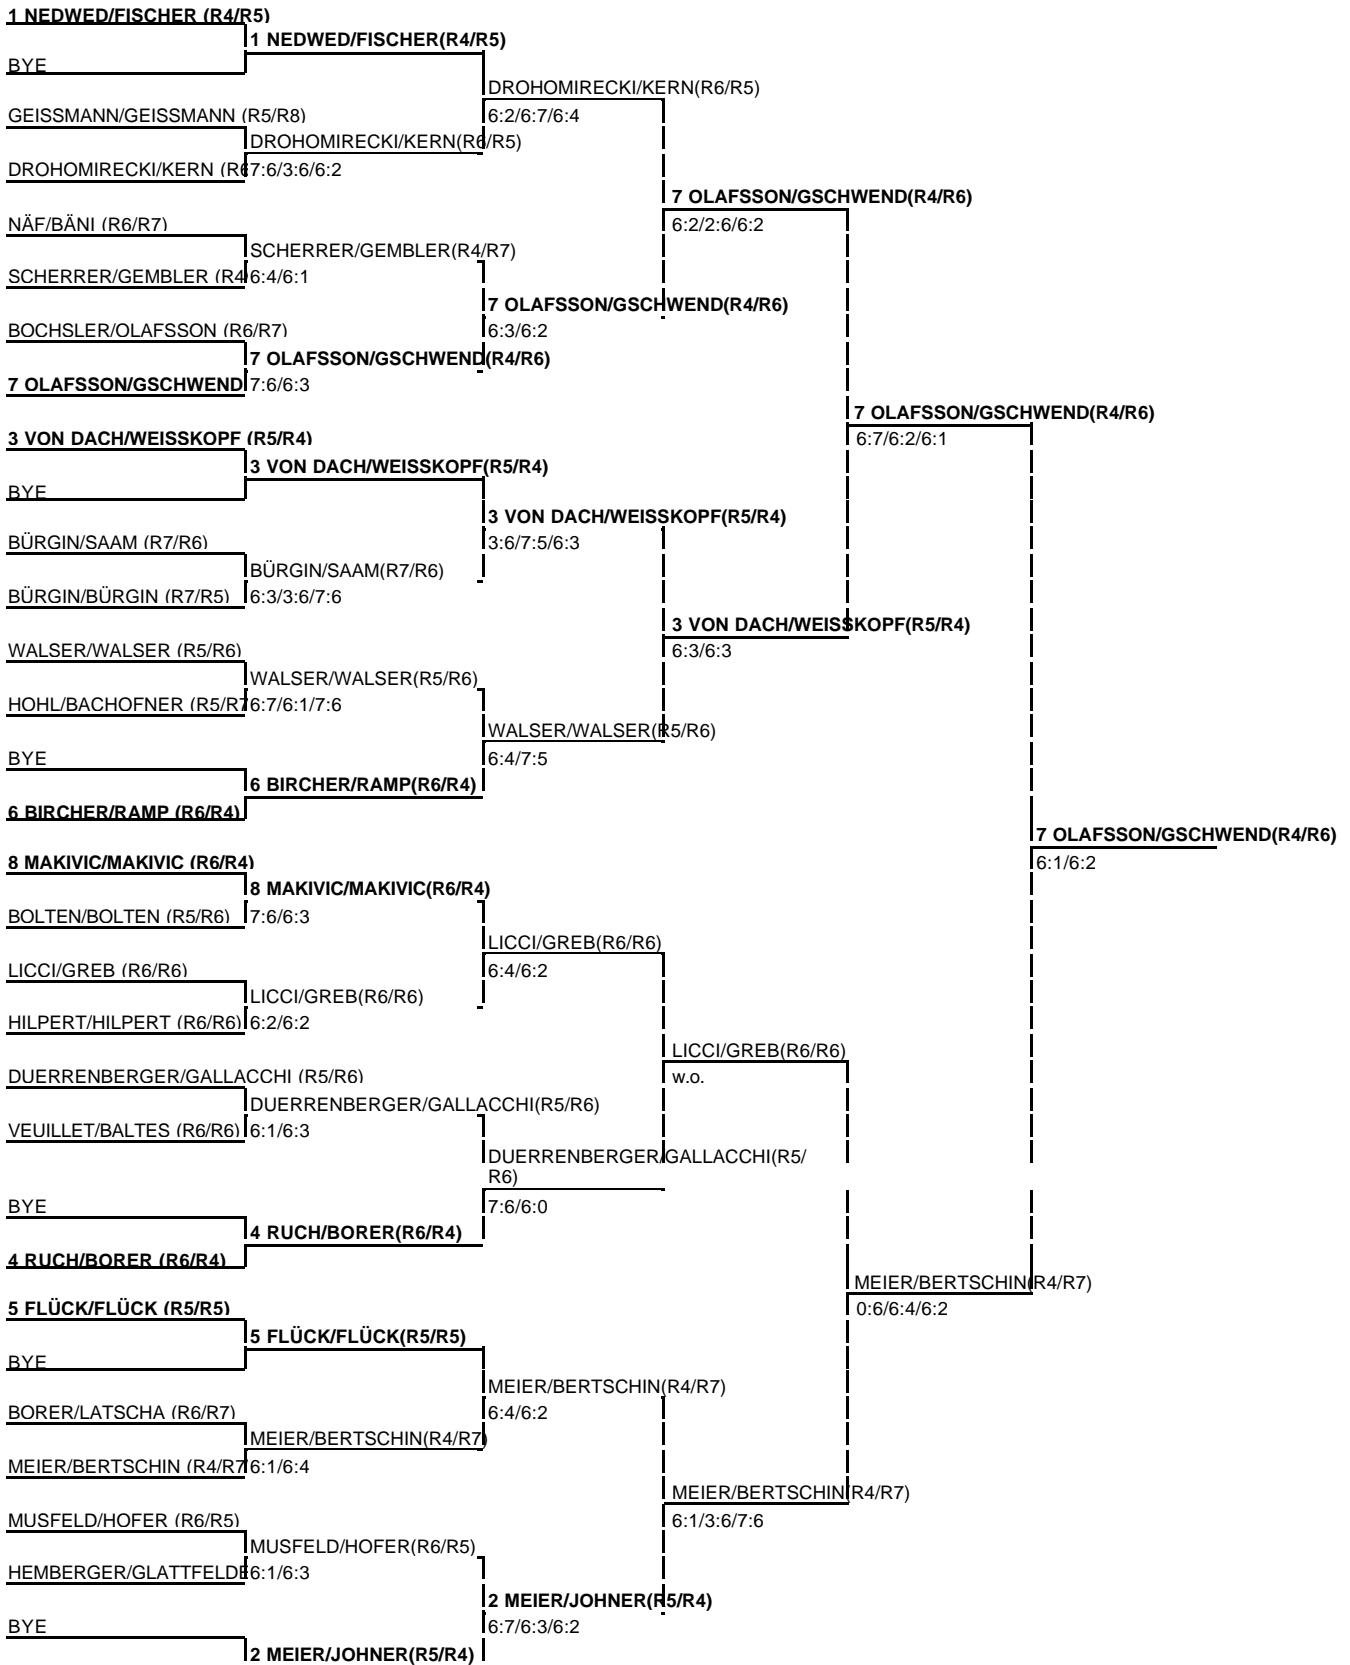 1 NEDWED/FISCHER (R4/R5)
1 NEDWED/FISCHER(R4/R5)
BYE
DROHOMIRECKI/KERN(R6/R5)
GEISSMANN/GEISSMANN (R5/R8)
6:2/6:7/6:4
DROHOMIRECKI/KERN(R6/R5)
DROHOMIRECKI/KERN (R6
7:6/3:6/6:2
7 OLAFSSON/GSCHWEND(R4/R6)
NÄF/BÄNI (R6/R7)
6:2/2:6/6:2
SCHERRER/GEMBLER(R4/R7)
SCHERRER/GEMBLER (R4
6:4/6:1
7 OLAFSSON/GSCHWEND(R4/R6)
BOCHSLER/OLAFSSON (R6/R7)
6:3/6:2
7 OLAFSSON/GSCHWEND(R4/R6)
7 OLAFSSON/GSCHWEND
7:6/6:3
7 OLAFSSON/GSCHWEND(R4/R6)
3 VON DACH/WEISSKOPF (R5/R4)
6:7/6:2/6:1
3 VON DACH/WEISSKOPF(R5/R4)
BYE
3 VON DACH/WEISSKOPF(R5/R4)
BÜRGIN/SAAM (R7/R6)
3:6/7:5/6:3
BÜRGIN/SAAM(R7/R6)
BÜRGIN/BÜRGIN (R7/R5)
6:3/3:6/7:6
3 VON DACH/WEISSKOPF(R5/R4)
WALSER/WALSER (R5/R6)
6:3/6:3
WALSER/WALSER(R5/R6)
HOHL/BACHOFNER (R5/R7
6:7/6:1/7:6
WALSER/WALSER(R5/R6)
BYE
6:4/7:5
6 BIRCHER/RAMP(R6/R4)
6 BIRCHER/RAMP (R6/R4)
7 OLAFSSON/GSCHWEND(R4/R6)
8 MAKIVIC/MAKIVIC (R6/R4)
6:1/6:2
8 MAKIVIC/MAKIVIC(R6/R4)
BOLTEN/BOLTEN (R5/R6)
7:6/6:3
LICCI/GREB(R6/R6)
LICCI/GREB (R6/R6)
6:4/6:2
LICCI/GREB(R6/R6)
HILPERT/HILPERT (R6/R6)
6:2/6:2
LICCI/GREB(R6/R6)
DUERRENBERGER/GALLACCHI (R5/R6)
w.o.
DUERRENBERGER/GALLACCHI(R5/R6)
VEUILLET/BALTES (R6/R6)
6:1/6:3
DUERRENBERGER/GALLACCHI(R5/
R6)
BYE
7:6/6:0
4 RUCH/BORER(R6/R4)
4 RUCH/BORER (R6/R4)
MEIER/BERTSCHIN(R4/R7)
5 FLÜCK/FLÜCK (R5/R5)
0:6/6:4/6:2
5 FLÜCK/FLÜCK(R5/R5)
BYE
MEIER/BERTSCHIN(R4/R7)
BORER/LATSCHA (R6/R7)
6:4/6:2
MEIER/BERTSCHIN(R4/R7)
MEIER/BERTSCHIN (R4/R7
6:1/6:4
MEIER/BERTSCHIN(R4/R7)
MUSFELD/HOFER (R6/R5)
6:1/3:6/7:6
MUSFELD/HOFER(R6/R5)
HEMBERGER/GLATTFELDE
6:1/6:3
2 MEIER/JOHNER(R5/R4)
BYE
6:7/6:3/6:2
2 MEIER/JOHNER(R5/R4)